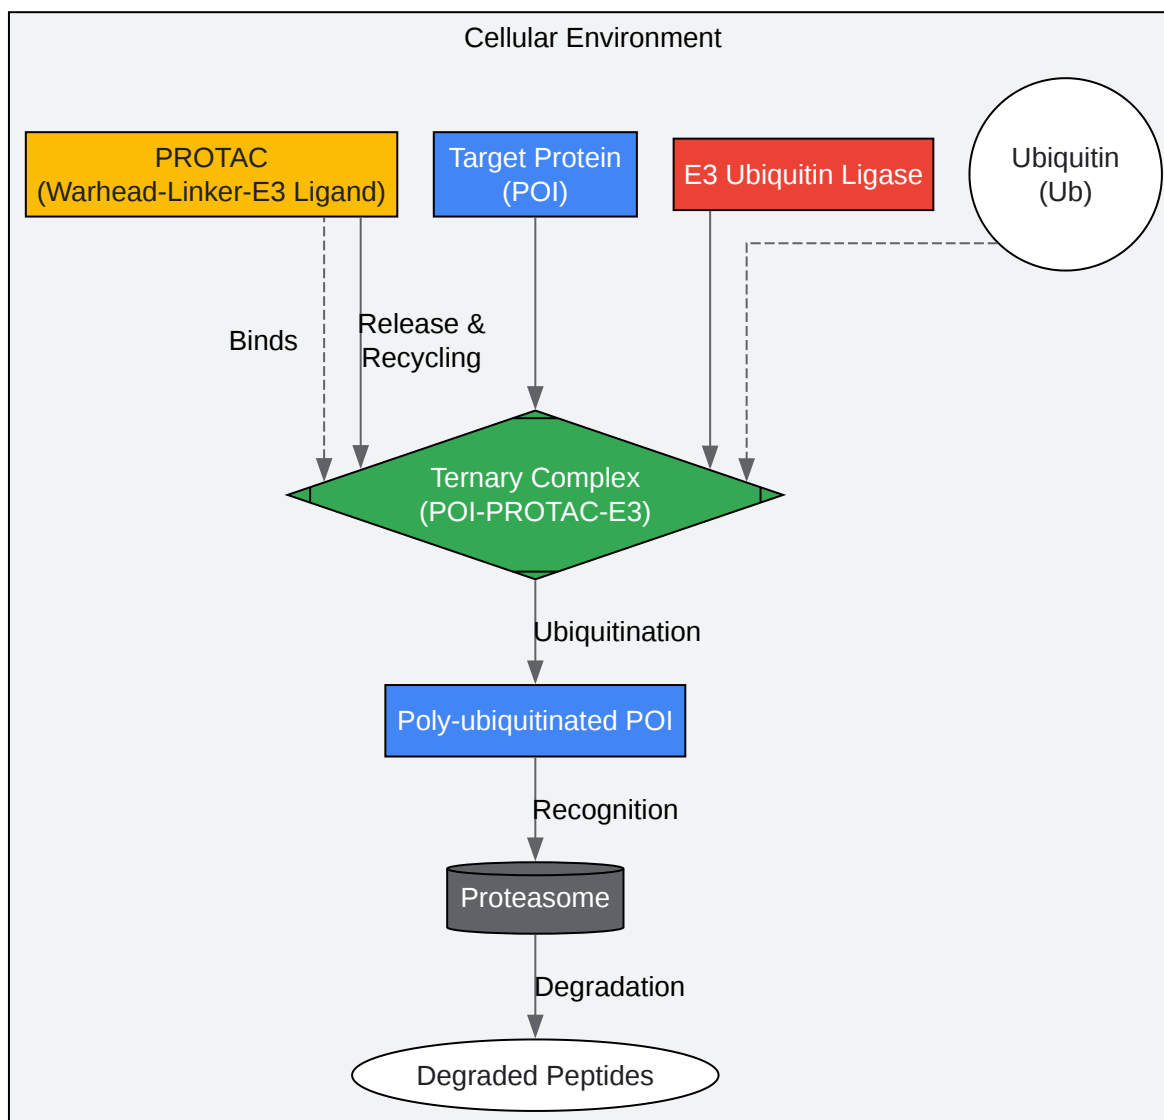 Cellular Environment
PROTAC
(Warhead-Linker-E3 Ligand)
Target Protein
(POI)
E3 Ubiquitin Ligase
Ubiquitin
(Ub)
Binds
Release &
Recycling
Ternary Complex
(POI-PROTAC-E3)
Ubiquitination
Poly-ubiquitinated POI
Recognition
Proteasome
Degradation
Degraded Peptides